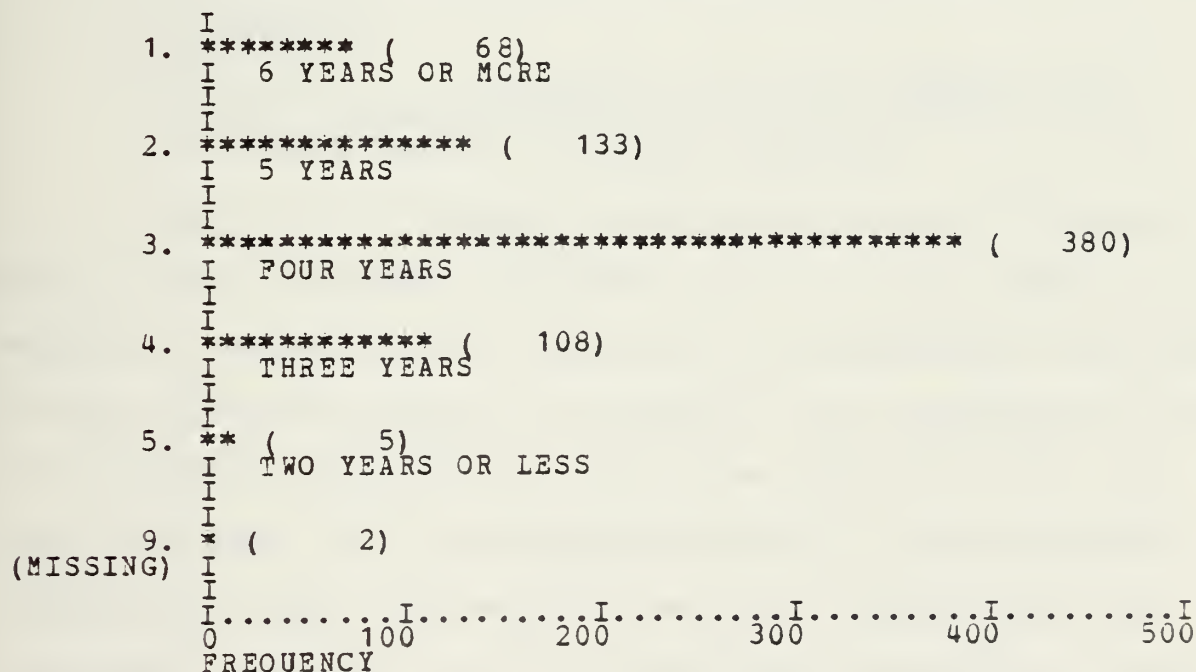 I
1. ******** ( 68)
I 6 YEARS OR MORE
I
I
2. ************** ( 133)
I 5 YEARS
I
I
3. *************************************** ( 380)
I FOUR YEARS
I
I
4. ************ ( 108)
I THREE YEARS
I
I
5. ** ( 5)
I TWO YEARS OR LESS
I
I
9. * ( 2)
(MISSING) I
I
I.........I.........I.........I.........I.........I
0 100 200 300 400 500
FREQUENCY